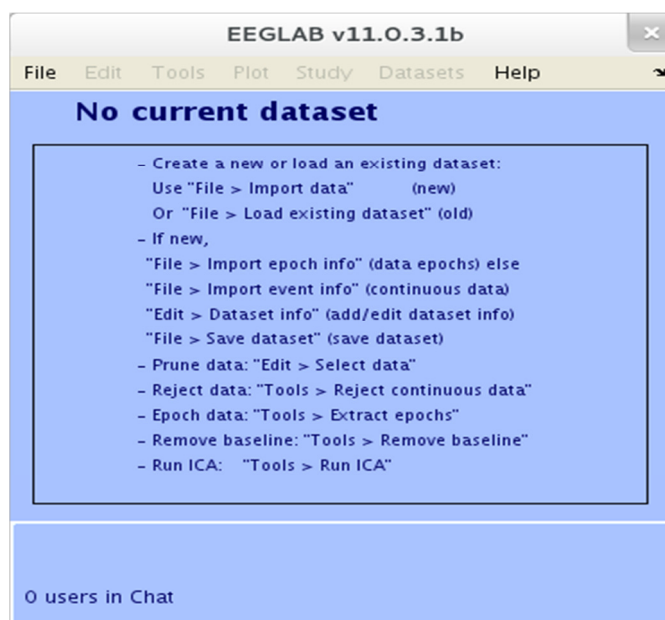 EEGLAB v11.0.3.1b
File Edit Tools Plot Study Datasets Help
No current dataset
- Create a new or load an existing dataset:
Use "File > Import data" (new)
Or "File > Load existing dataset" (old)
- If new,
"File > Import epoch info" (data epochs) else
"File > Import event info" (continuous data)
"Edit > Dataset info" (add/edit dataset info)
"File > Save dataset" (save dataset)
- Prune data: "Edit > Select data"
- Reject data: "Tools > Reject continuous data"
- Epoch data: "Tools > Extract epochs"
- Remove baseline: "Tools > Remove baseline"
- Run ICA: "Tools > Run ICA"
0 users in Chat